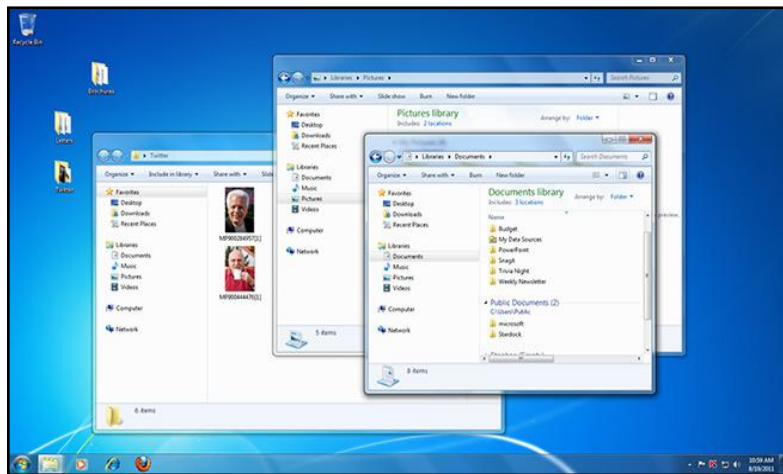 Recycle Bin
Brochures
Letters
Twitter
Libraries ▸ Pictures ▸
Search Pictures
Organize ▾ Share with ▾ Slide show Burn New folder
Favorites
Desktop
Downloads
Recent Places
Libraries
Documents
Music
Pictures
Videos
Computer
Network
Pictures library
Includes: 2 locations
Arrange by: Folder ▾
5 items
Twitter
Organize ▾ Include in library ▾ Share with ▾
Favorites
Desktop
Downloads
Recent Places
Libraries
Documents
Music
Pictures
Videos
Computer
Network
6 items
Libraries ▸ Documents ▸
Search Documents
Organize ▾ Share with ▾ Burn New folder
Favorites
Desktop
Downloads
Recent Places
Libraries
Documents
Music
Pictures
Videos
Computer
Network
Documents library
Includes: 3 locations
Arrange by: Folder ▾
Name
Budget
My Data Sources
PowerPoint
Snagit
Trivia Night
Weekly Newsletter
Public Documents (2)
C:\Users\Public
microsoft
Stardock
8 items
10:59 AM
8/19/2011